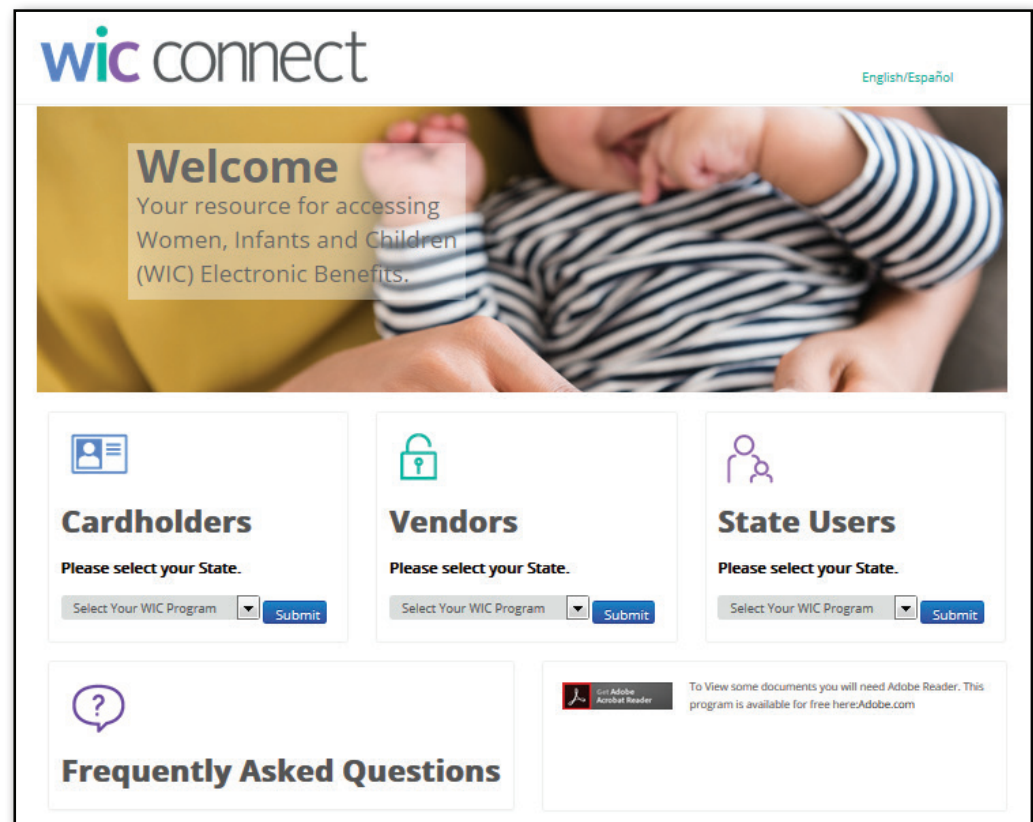 wic connect
English/Español
Welcome
Your resource for accessing
Women, Infants and Children
(WIC) Electronic Benefits.
Cardholders
Please select your State.
Select Your WIC Program
Submit
Vendors
Please select your State.
Select Your WIC Program
Submit
State Users
Please select your State.
Select Your WIC Program
Submit
?
Frequently Asked Questions
Get Adobe
Acrobat Reader
To View some documents you will need Adobe Reader. This
program is available for free here:Adobe.com